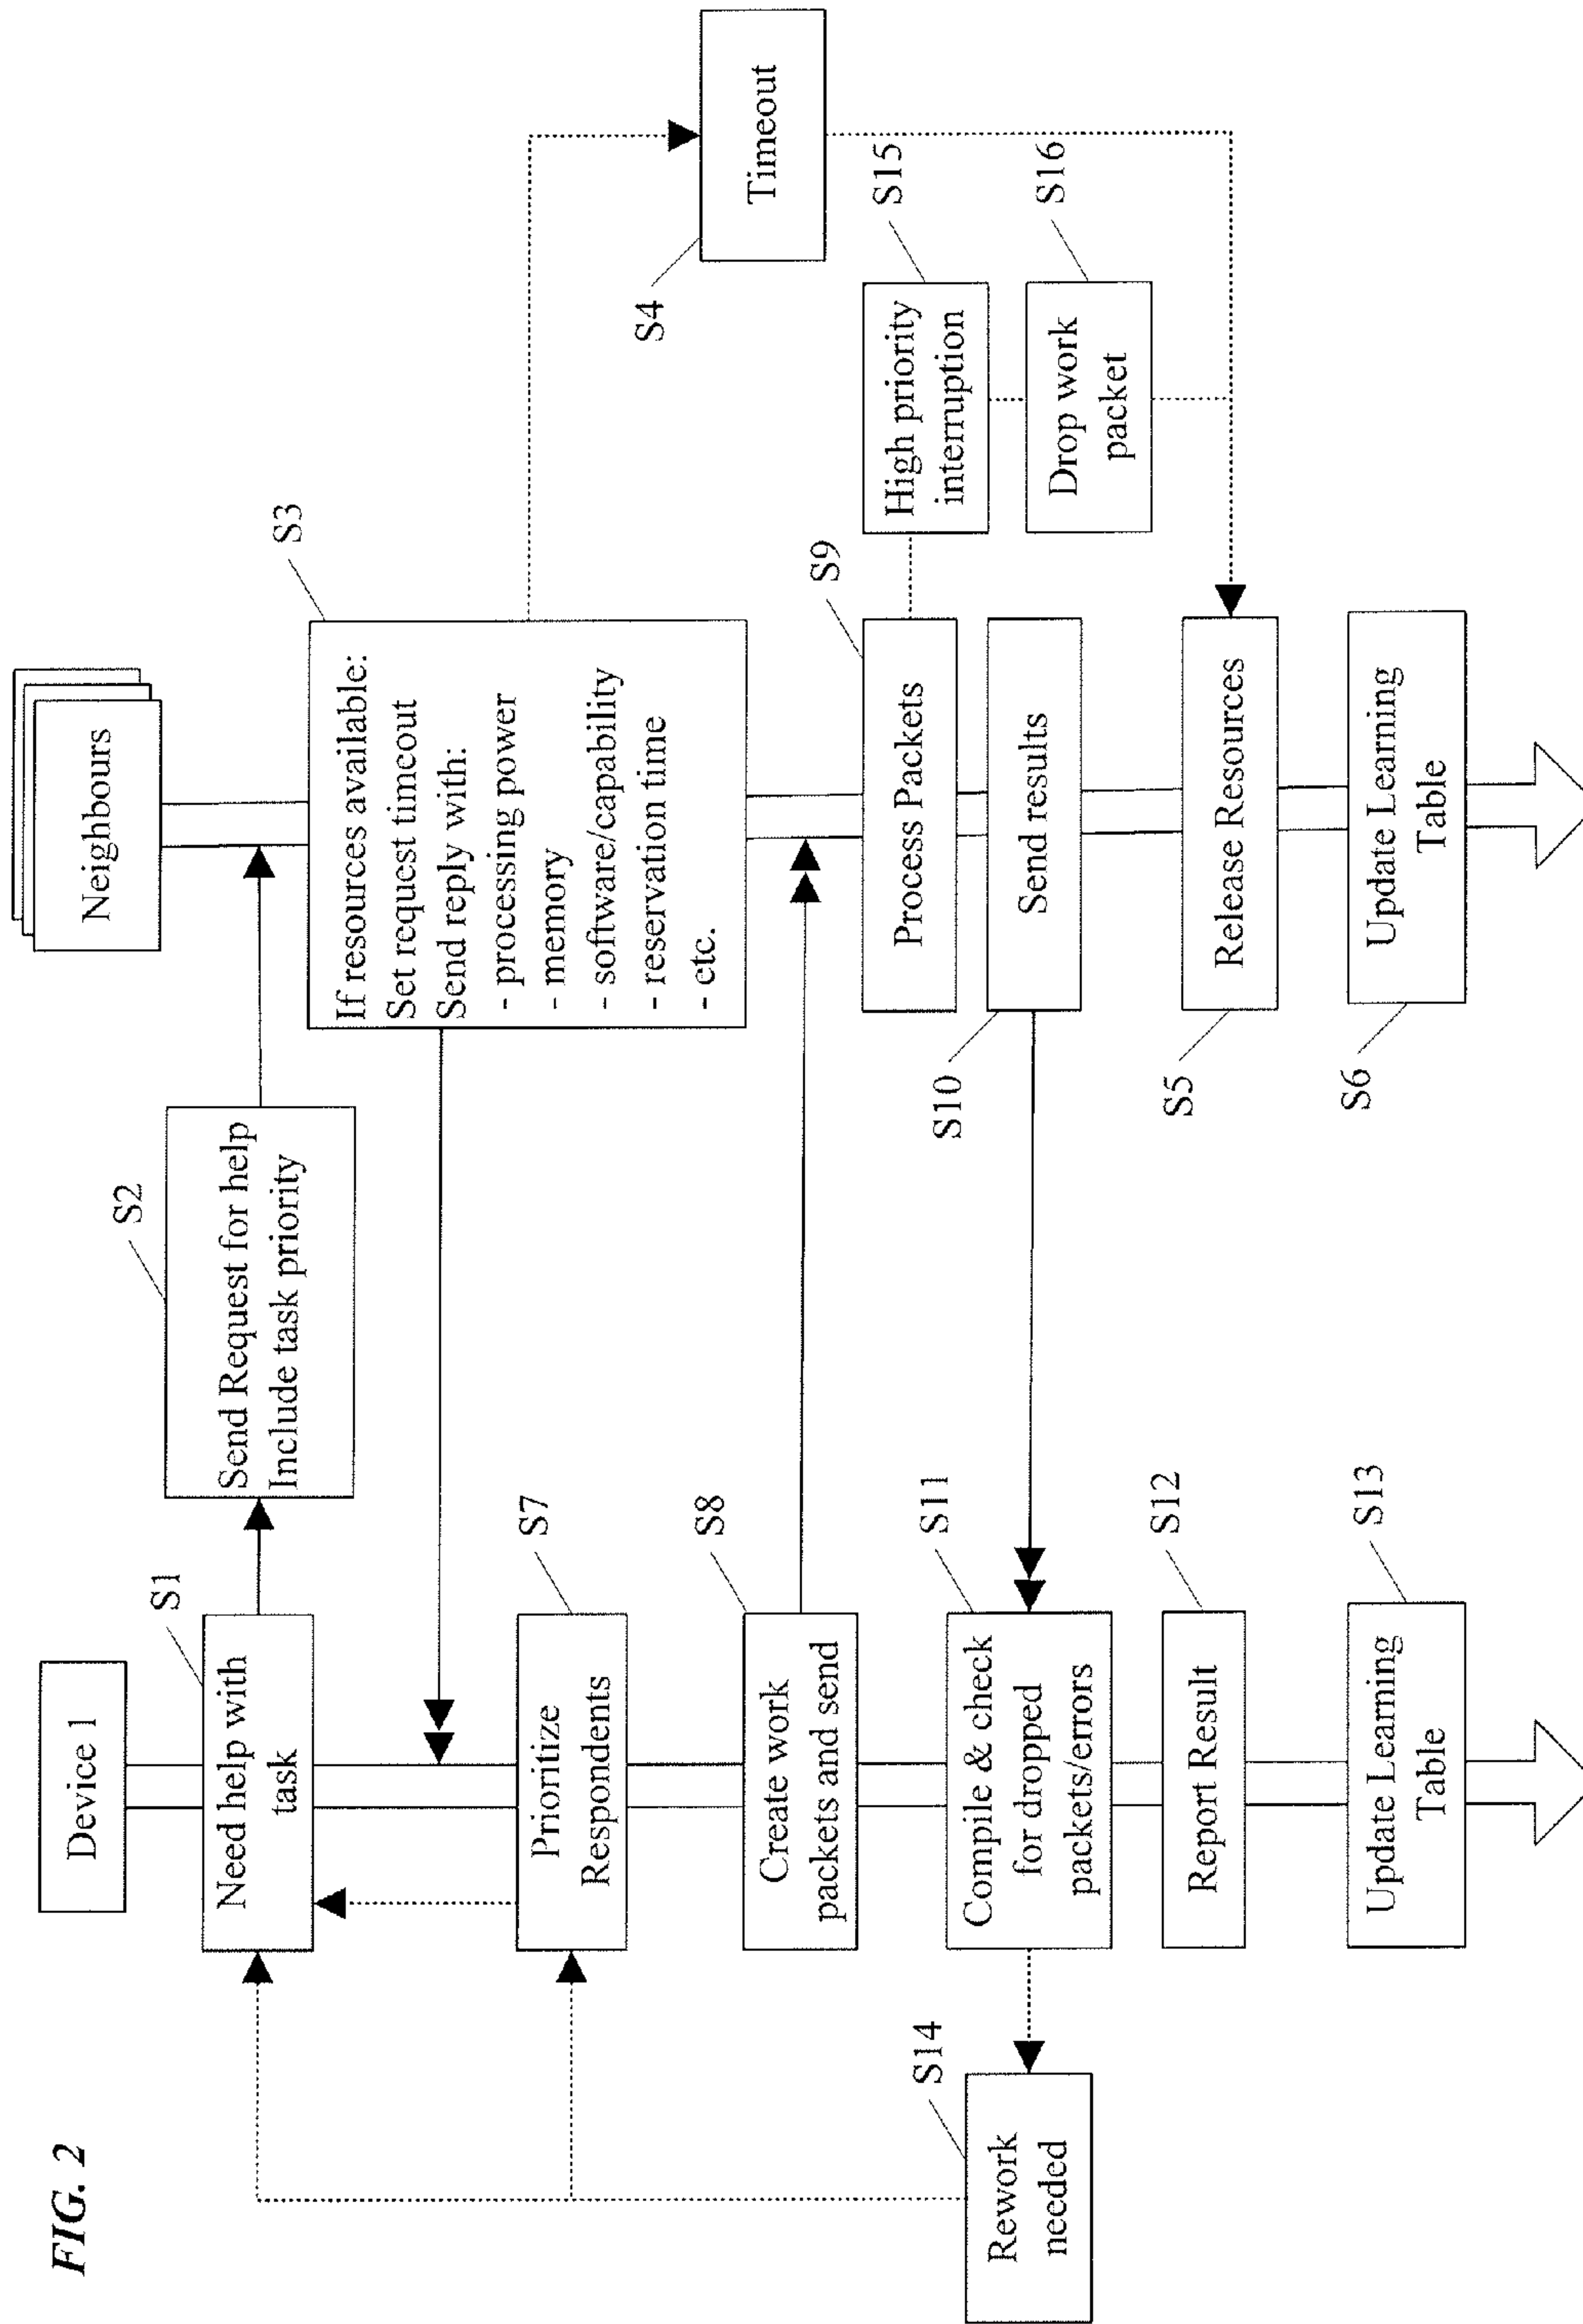 FIG. 2
Device 1
Neighbours
S1
Need help with
task
S2
Send Request for help
Include task priority
S3
If resources available:
Set request timeout
Send reply with:
- processing power
- memory
- software/capability
- reservation time
- etc.
S4
Timeout
S7
Prioritize
Respondents
S8
Create work
packets and send
S9
Process Packets
S15
High priority
interruption
S16
Drop work
packet
S10
Send results
S11
Compile & check
for dropped
packets/errors
S14
Rework
needed
S12
Report Result
S5
Release Resources
S13
Update Learning
Table
S6
Update Learning
Table